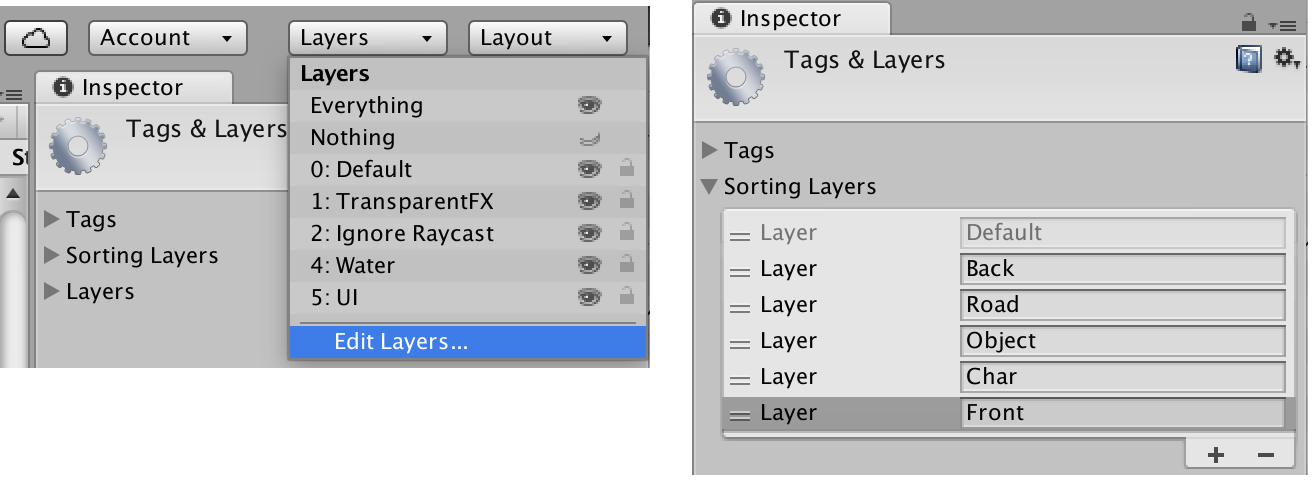 Account
Layers
Layout
Inspector
Tags & Layers
Tags
Sorting Layers
Layers
Layers
Everything
Nothing
0: Default
1: TransparentFX
2: Ignore Raycast
4: Water
5: UI
Edit Layers...
Inspector
Tags & Layers
Tags
Sorting Layers
Layer Default
Layer Back
Layer Road
Layer Object
Layer Char
Layer Front